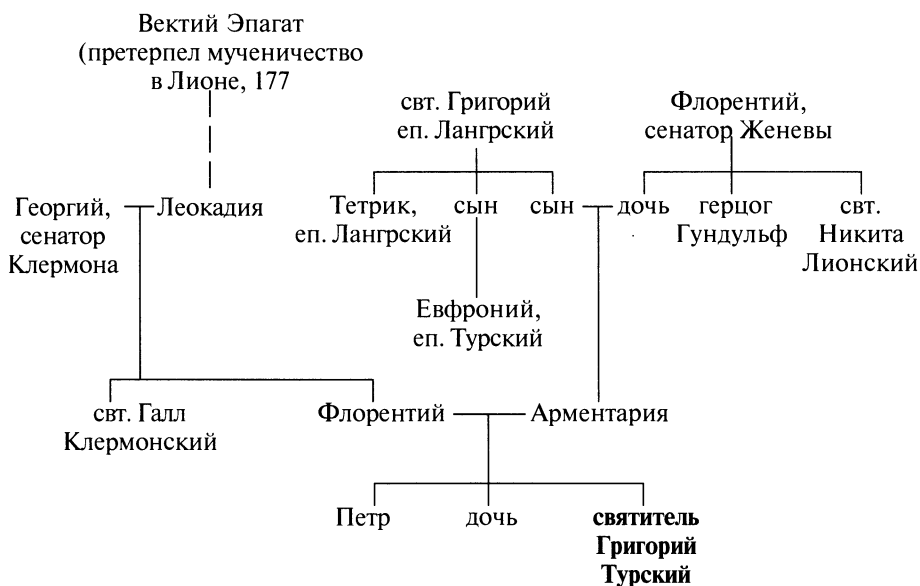 Вектий Эпагат
(претерпел мученичество
в Лионе, 177
свт. Григорий
еп. Лангрский
Флорентий,
сенатор Женевы
Георгий,
сенатор
Клермона
Леокадия
Тетрик,
еп. Лангрский
сын
сын
дочь
герцог
Гундульф
свт.
Никита
Лионский
Евфроний,
еп. Турский
свт. Галл
Клермонский
Флорентий
Арментария
Петр
дочь
святитель
Григорий
Турский